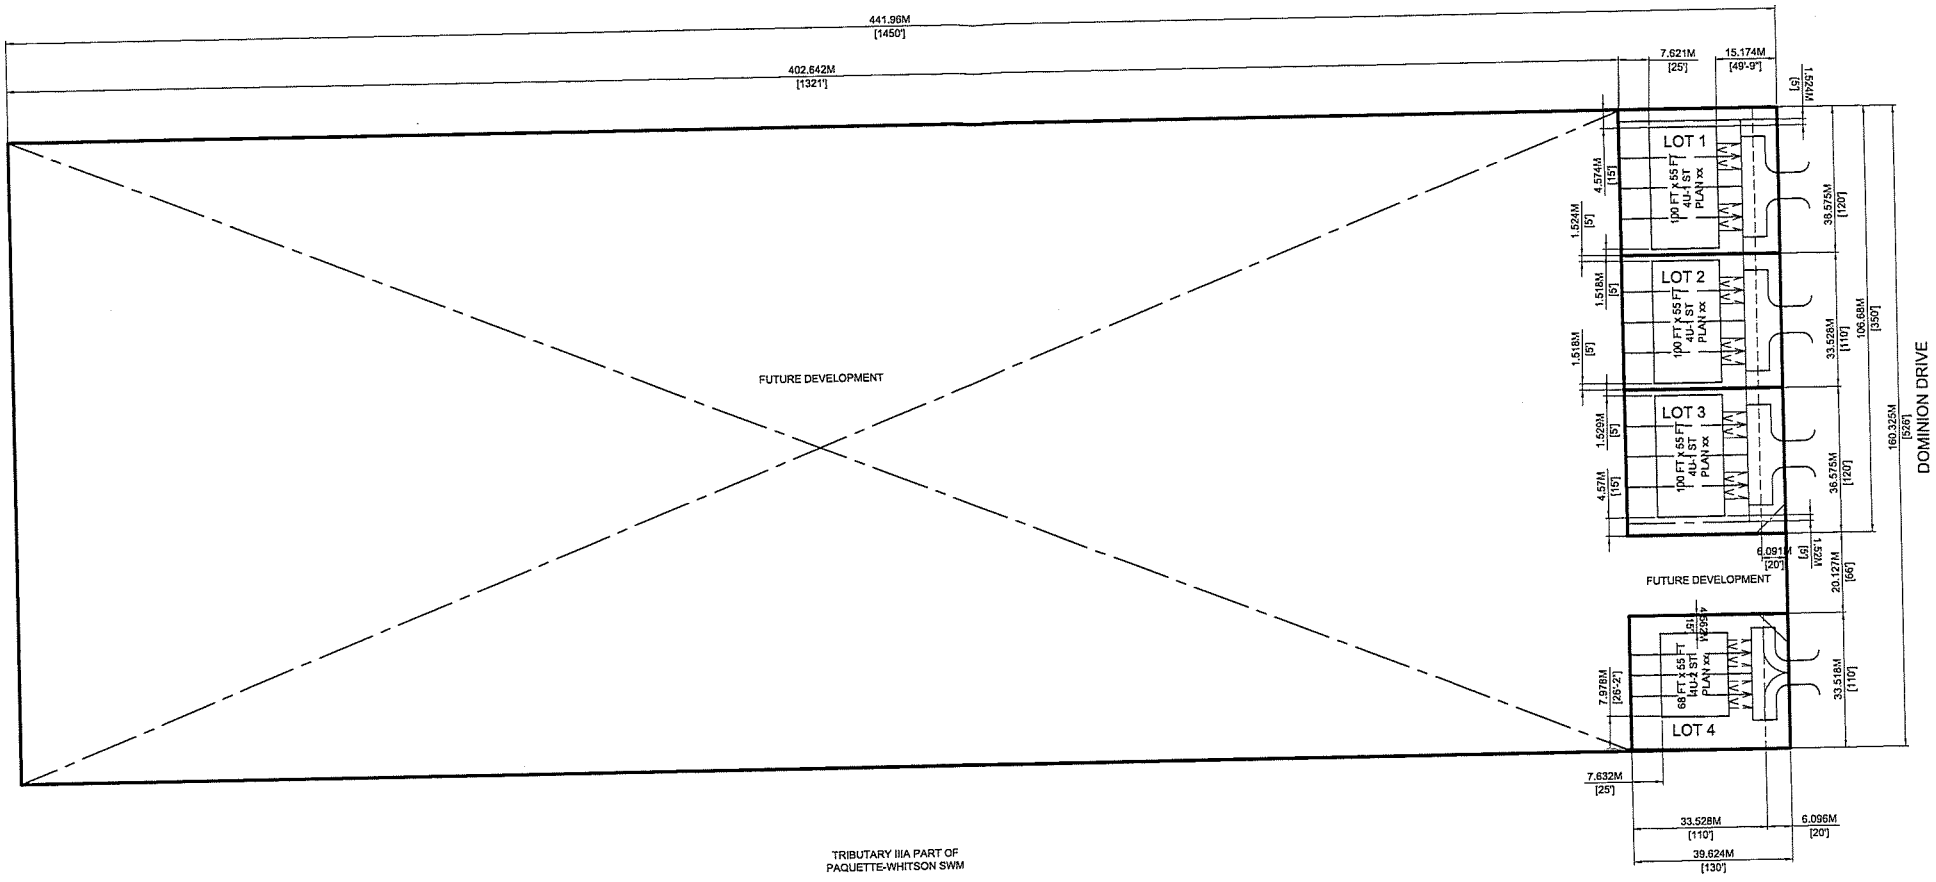 441.96M
[1450']
402.642M
[1321']
7.621M
[25']
15.174M
[49'-9"]
1.524M
[5']
LOT 1
100 FT X 55 FT
4U-1 ST
PLAN xx
4.574M
[15']
36.575M
[120']
1.524M
[5']
1.518M
[5']
LOT 2
100 FT X 55 FT
4U-1 ST
PLAN xx
33.528M
[110']
106.68M
[350']
1.518M
[5']
FUTURE DEVELOPMENT
DOMINION DRIVE
160.325M
[526']
1.529M
[5']
LOT 3
100 FT X 55 FT
4U-1 ST
PLAN xx
4.57M
[15']
36.575M
[120']
6.091M
[20']
1.52M
[5']
20.127M
[66']
FUTURE DEVELOPMENT
4.562M
15'
68 FT X 55 FT
4U-2 ST
PLAN xx
LOT 4
7.978M
[26'-2"]
33.518M
[110']
7.632M
[25']
33.528M
[110']
6.096M
[20']
39.624M
[130']
TRIBUTARY IIIA PART OF
PAQUETTE-WHITSON SWM